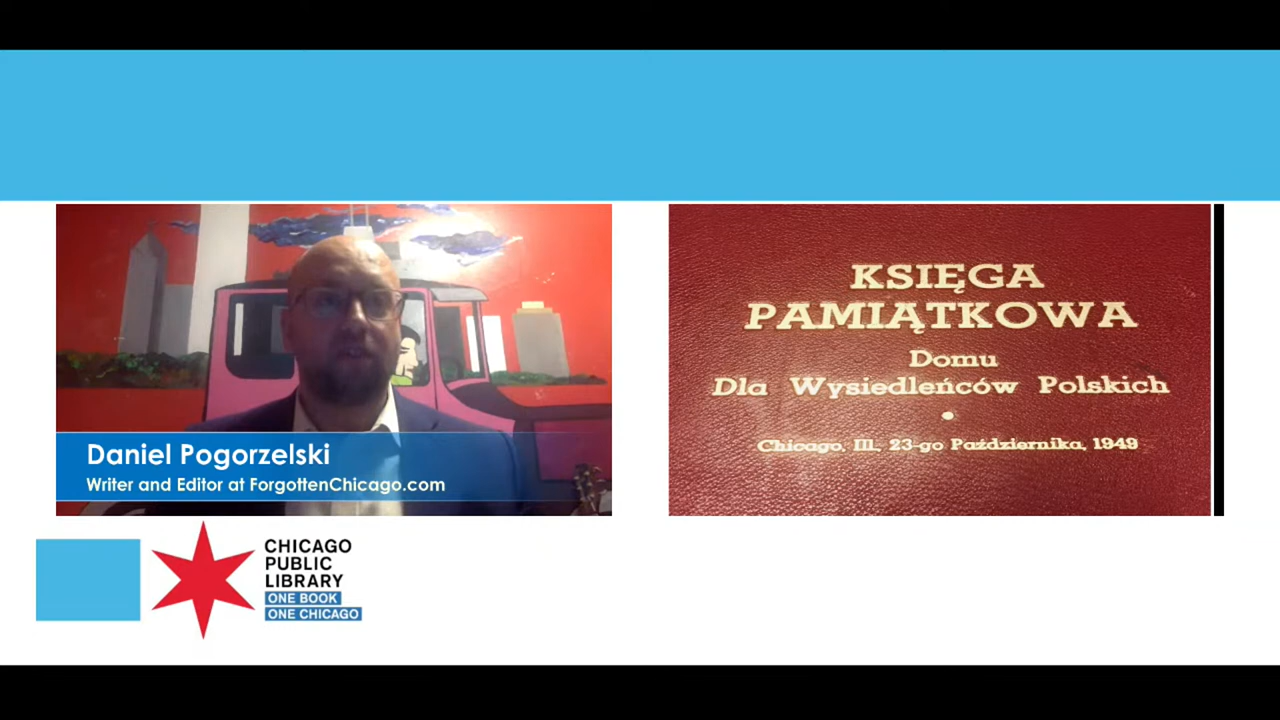 Daniel Pogorzelski
Writer and Editor at ForgottenChicago.com
KSIĘGA
PAMIĄTKOWA
Domu
Dla Wysiedleńców Polskich
Chicago, Ill, 23-go Października, 1949
CHICAGO
PUBLIC
LIBRARY
ONE BOOK
ONE CHICAGO